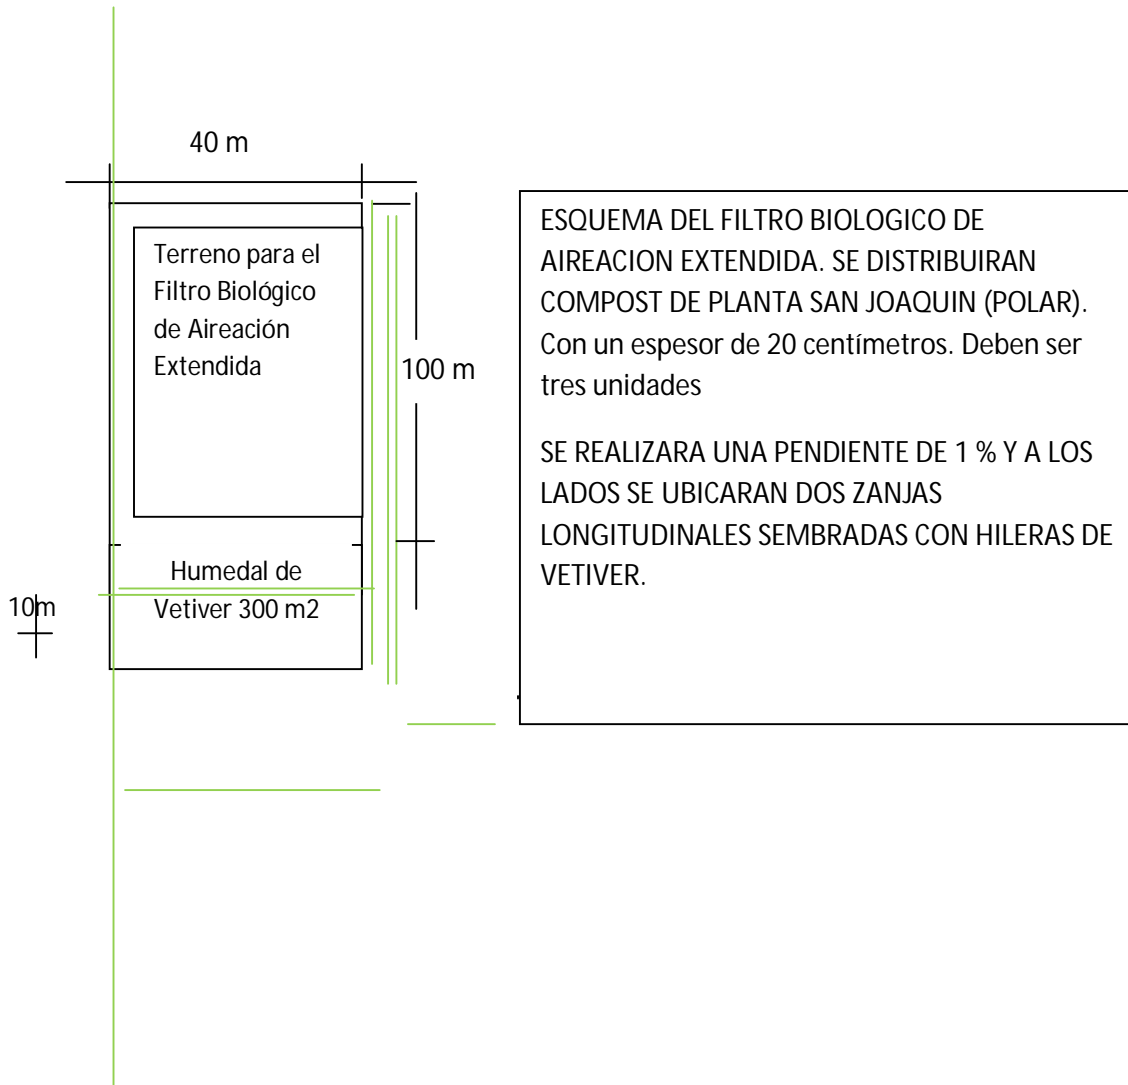 40 m
Terreno para el
Filtro Biológico
de Aireación
Extendida
100 m
Humedal de
Vetiver 300 m2
10m
ESQUEMA DEL FILTRO BIOLOGICO DE
AIREACION EXTENDIDA. SE DISTRIBUIRAN
COMPOST DE PLANTA SAN JOAQUIN (POLAR).
Con un espesor de 20 centímetros. Deben ser
tres unidades
SE REALIZARA UNA PENDIENTE DE 1 % Y A LOS
LADOS SE UBICARAN DOS ZANJAS
LONGITUDINALES SEMBRADAS CON HILERAS DE
VETIVER.